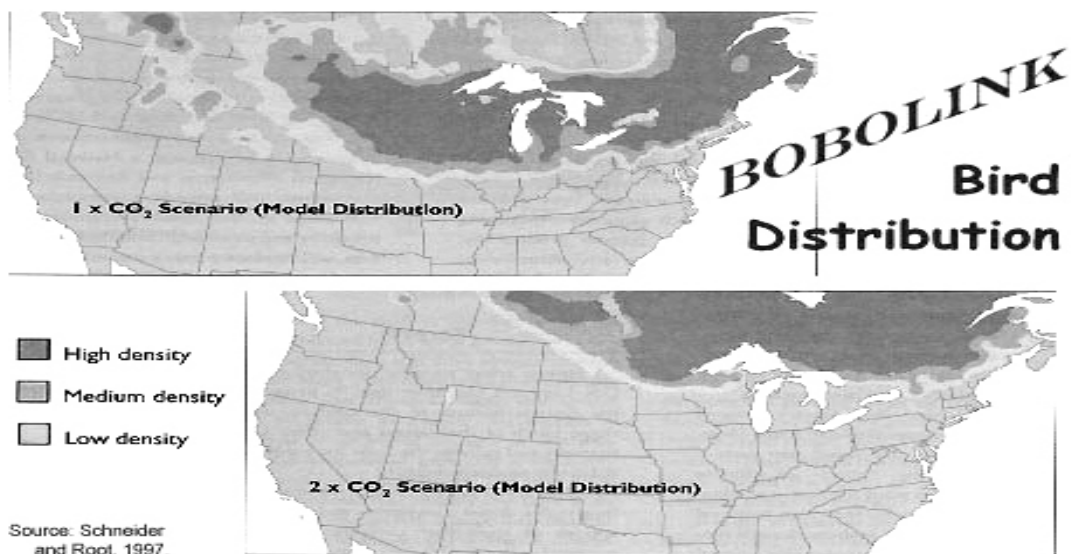 BOBOLINK
Bird
Distribution
1 x CO₂ Scenario (Model Distribution)
High density
Medium density
Low density
2 x CO₂ Scenario (Model Distribution)
Source: Schneider
and Root, 1997